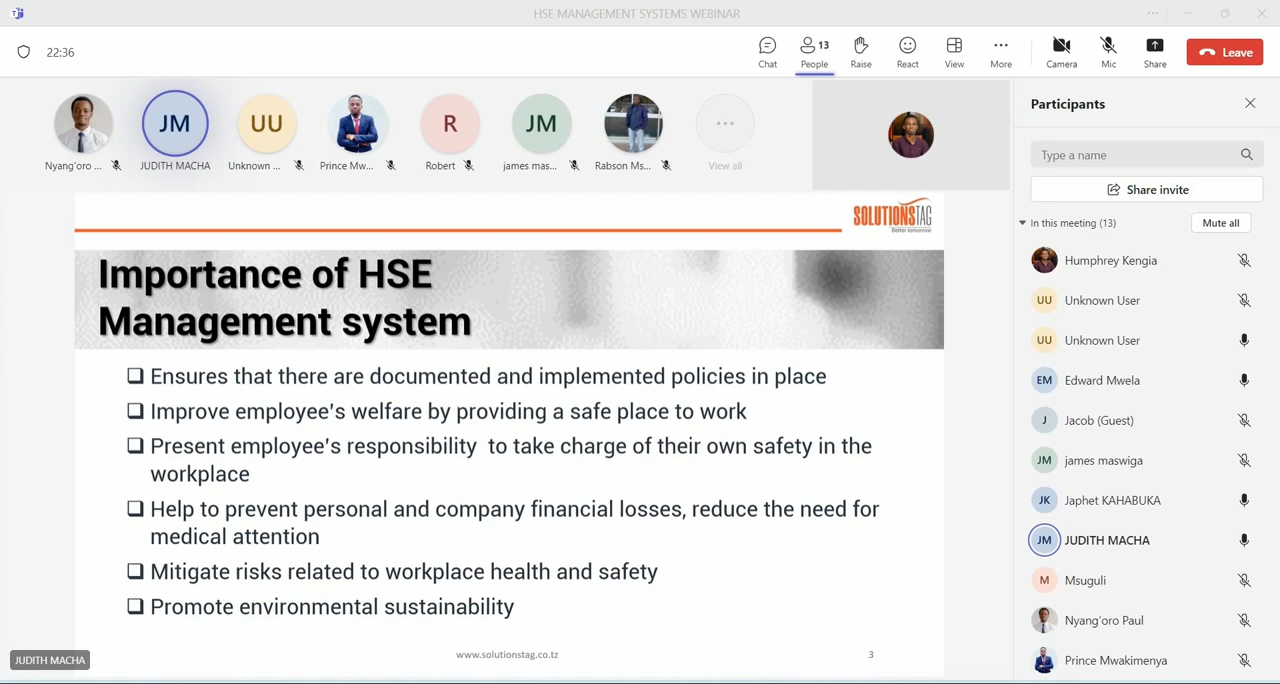 HSE MANAGEMENT SYSTEMS WEBINAR
22:36
Chat
People
13
Raise
React
View
More
Camera
Mic
Share
Leave
JM
UU
R
JM
Nyang'oro ...
JUDITH MACHA
Unknown ...
Prince Mw...
Robert
james mas...
Rabson Ms...
View all
SOLUTIONSTAG
Better tomorrow
Importance of HSE
Management system
Ensures that there are documented and implemented policies in place
Improve employee's welfare by providing a safe place to work
Present employee's responsibility to take charge of their own safety in the
workplace
Help to prevent personal and company financial losses, reduce the need for
medical attention
Mitigate risks related to workplace health and safety
Promote environmental sustainability
www.solutionstag.co.tz
3
JUDITH MACHA
Participants
Type a name
Share invite
In this meeting (13)
Mute all
Humphrey Kengia
UU Unknown User
UU Unknown User
EM Edward Mwela
J Jacob (Guest)
JM james maswiga
JK Japhet KAHABUKA
JM JUDITH MACHA
M Msuguli
Nyang'oro Paul
Prince Mwakimenya